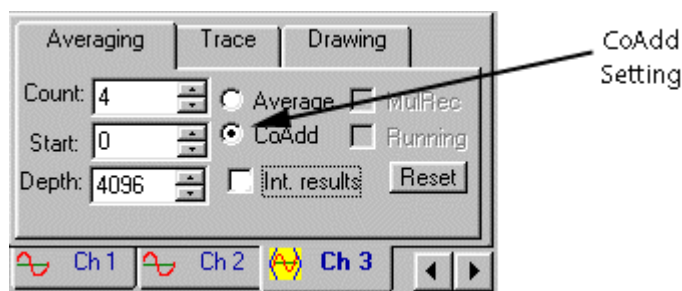 Averaging Trace Drawing
CoAdd
Setting
Count: 4 Average MulRec
Start: 0 CoAdd Running
Depth: 4096 Int. results Reset
Ch 1 Ch 2 Ch 3